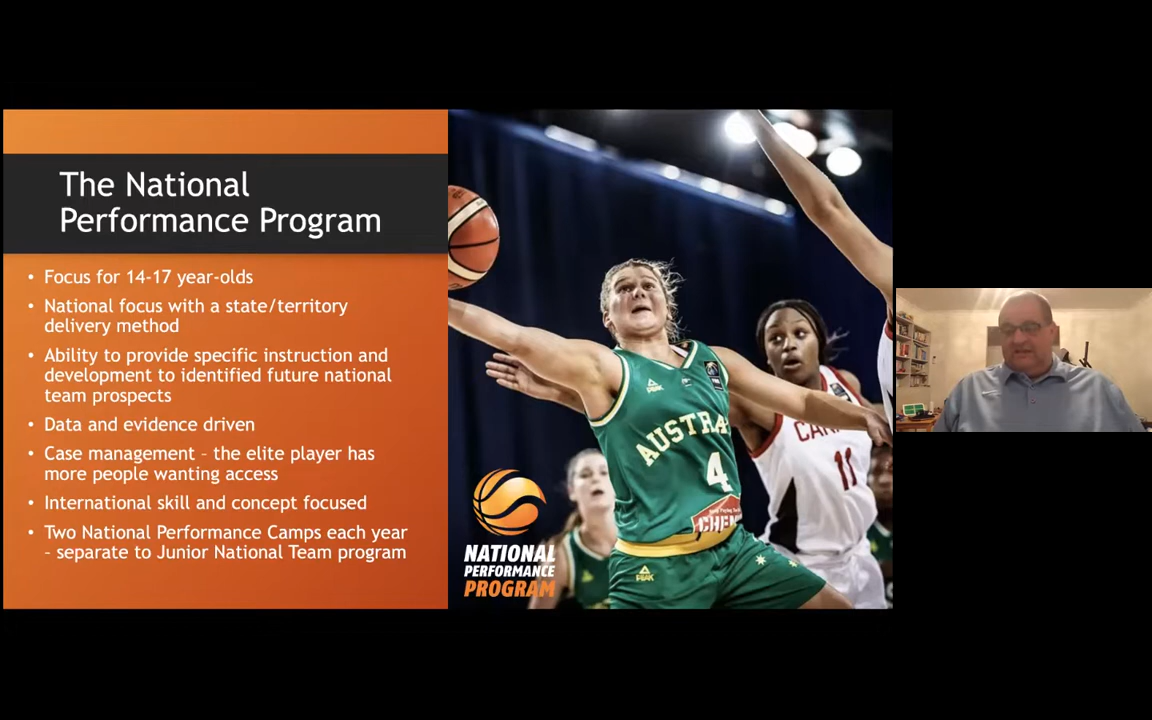 The National
Performance Program
• Focus for 14-17 year-olds
• National focus with a state/territory
delivery method
• Ability to provide specific instruction and
development to identified future national
team prospects
• Data and evidence driven
• Case management – the elite player has
more people wanting access
• International skill and concept focused
• Two National Performance Camps each year
– separate to Junior National Team program
NATIONAL
PERFORMANCE
PROGRAM
PEAK
AUSTRA
4
CHEM
PEAK
CAN
11